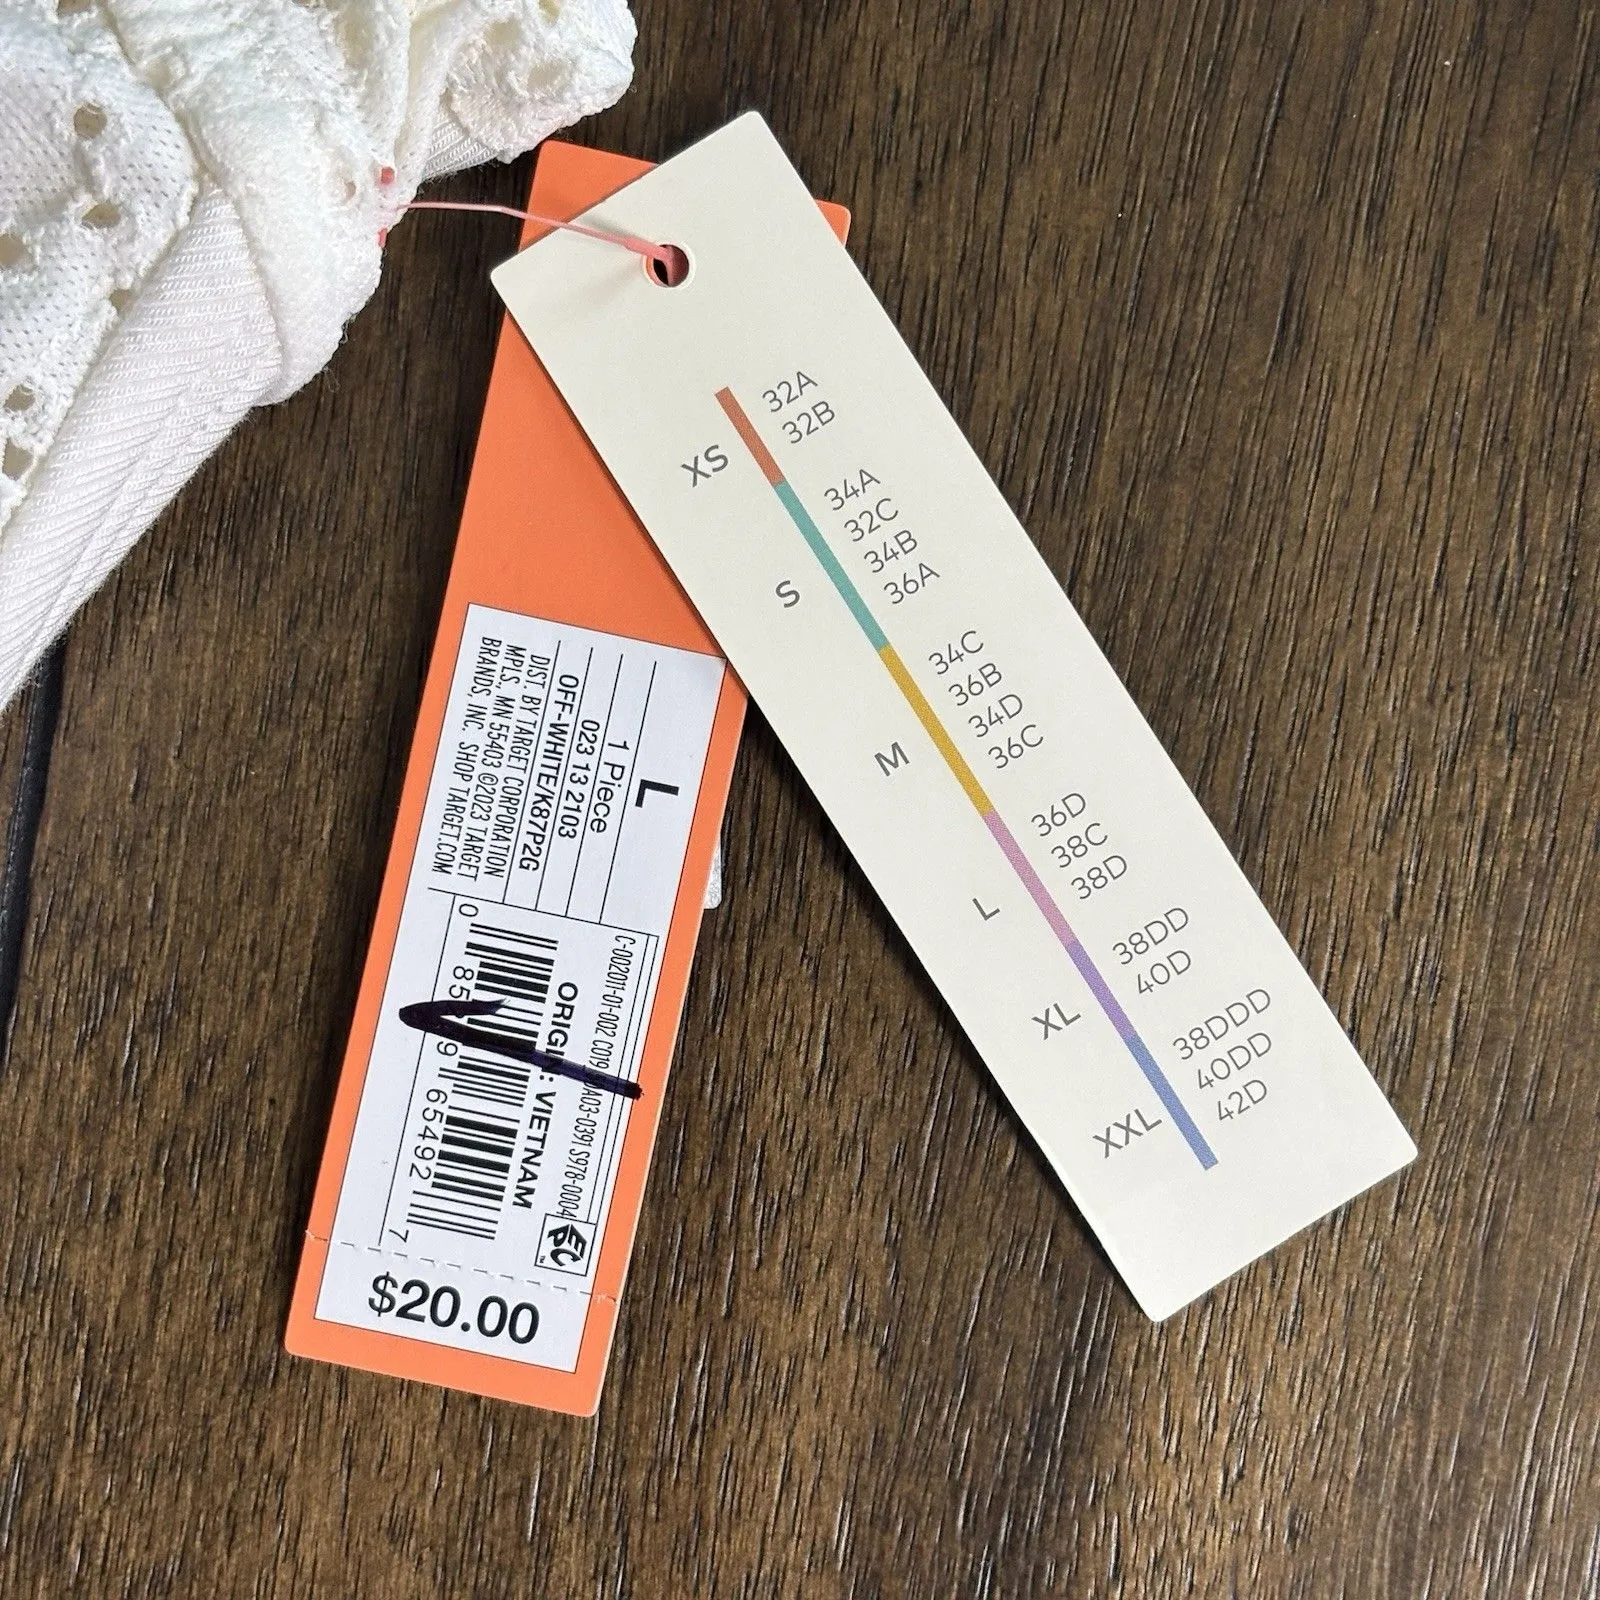 L
1 Piece
023 13 2103
OFF-WHITE/K87P2G
DIST. BY TARGET CORPORATION
MPLS., MN 55403 ©2023 TARGET
BRANDS, INC. SHOP TARGET.COM
ORIGIN: VIETNAM
65492
7
$20.00
XS
32A
32B
S
34A
32C
34B
36A
M
34C
36B
34D
36C
L
36D
38C
38D
XL
38DD
40D
XXL
38DDD
40DD
42D